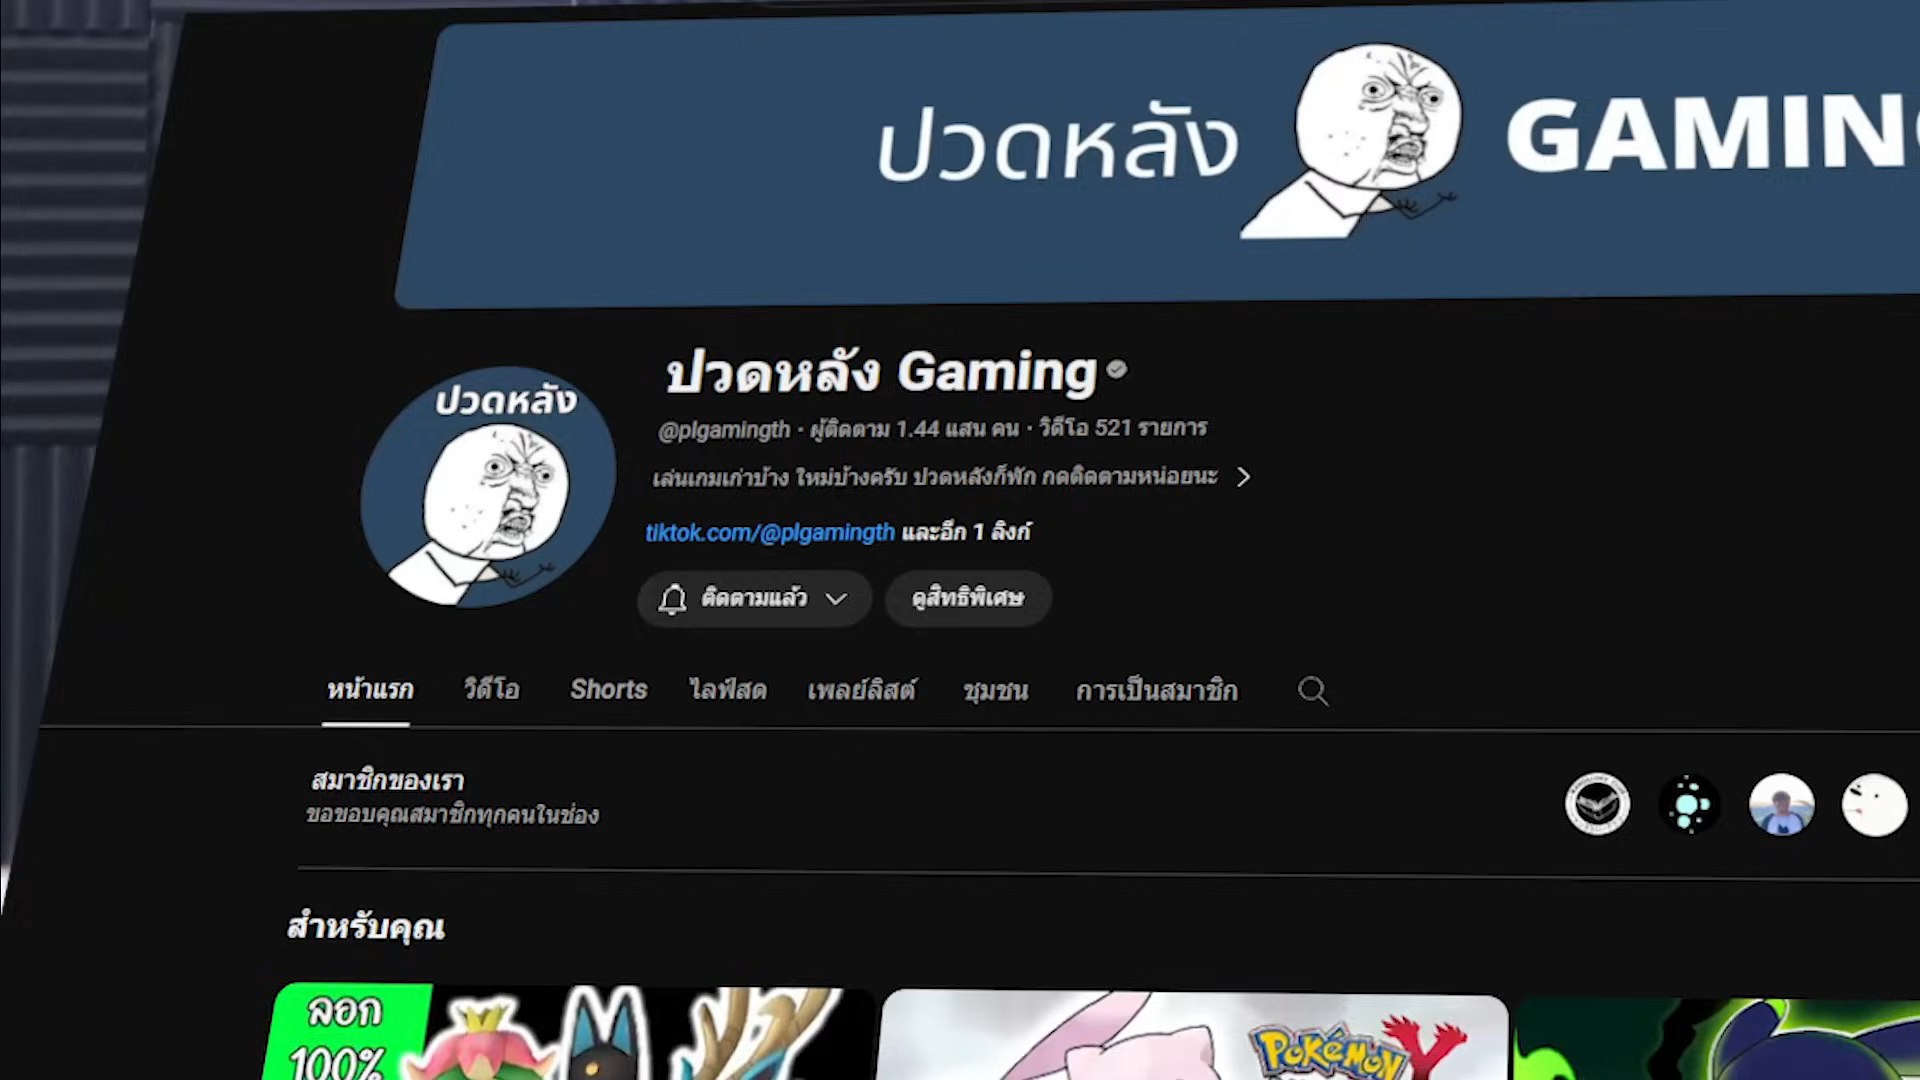 ปวดหลัง GAMING
ปวดหลัง Gaming
ปวดหลัง
@plgamingth · ผู้ติดตาม 1.44 แสน คน · วิดีโอ 521 รายการ
เล่นเกมเก่าบ้าง ใหม่บ้างครับ ปวดหลังก็พัก กดติดตามหน่อยนะ
tiktok.com/@plgamingth และอีก 1 ลิงก์
ติดตามแล้ว ดูสิทธิพิเศษ
หน้าแรก วิดีโอ Shorts ไลฟ์สด เพลย์ลิสต์ ชุมชน การเป็นสมาชิก
สมาชิกของเรา
ขอขอบคุณสมาชิกทุกคนในช่อง
สำหรับคุณ
ลอก
100%
POKéMON Y